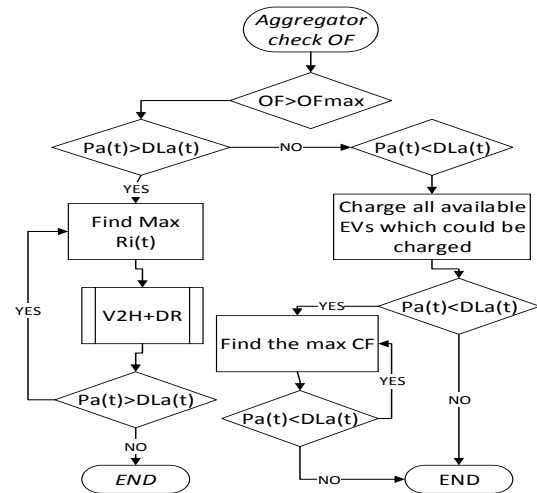 Aggregator
check OF
OF>OFmax
Pa(t)>DLa(t)
NO
Pa(t)<DLa(t)
YES
Find Max
Ri(t)
Charge all available
EVs which could be
charged
YES
V2H+DR
YES
Pa(t)<DLa(t)
Find the max CF
YES
Pa(t)>DLa(t)
Pa(t)<DLa(t)
NO
NO
NO
END
END